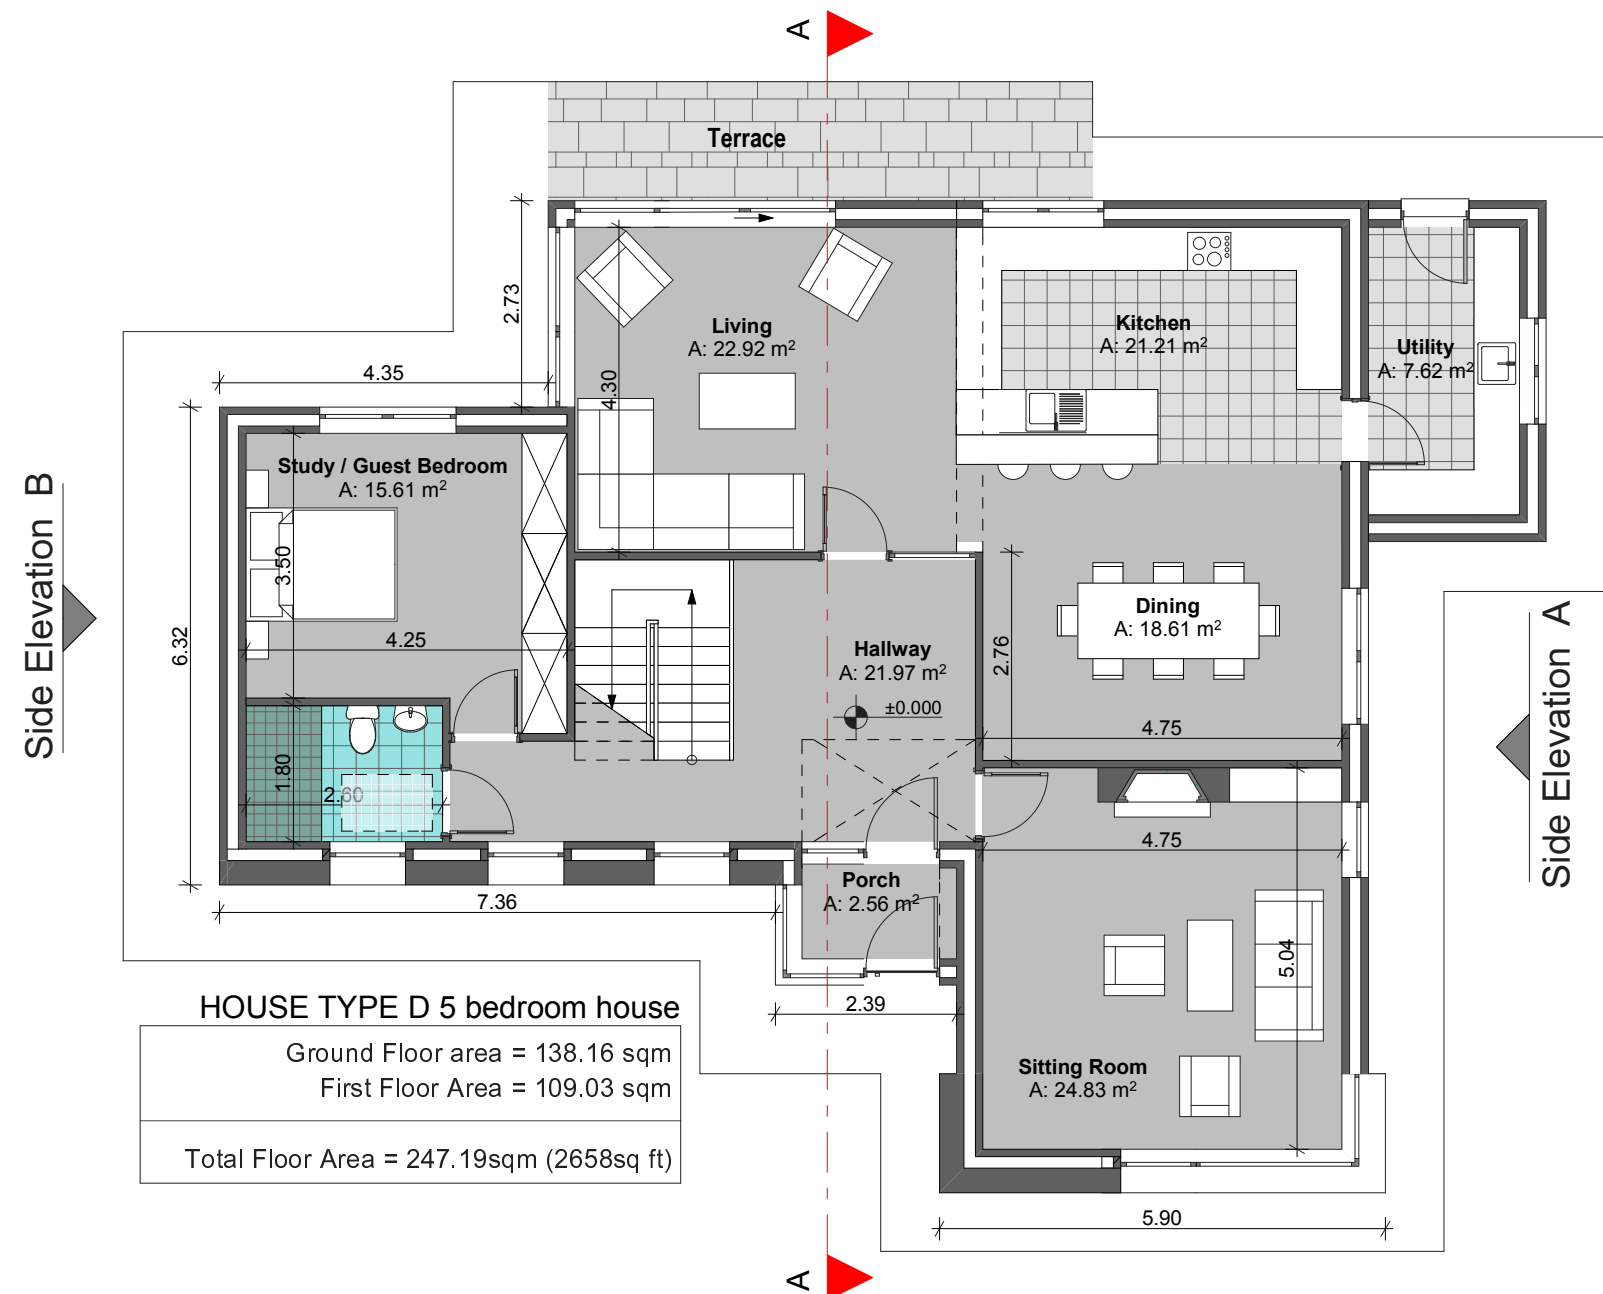 A
Terrace
2.73
Living
A: 22.92 m²
4.30
Kitchen
A: 21.21 m²
Utility
A: 7.62 m²
4.35
Study / Guest Bedroom
A: 15.61 m²
3.50
4.25
6.32
Side Elevation B
Dining
A: 18.61 m²
2.76
4.75
Hallway
A: 21.97 m²
±0.000
Side Elevation A
1.80
2.60
4.75
Porch
A: 2.56 m²
7.36
5.04
2.39
Sitting Room
A: 24.83 m²
5.90
HOUSE TYPE D 5 bedroom house
Ground Floor area = 138.16 sqm
First Floor Area = 109.03 sqm
Total Floor Area = 247.19sqm (2658sq ft)
A